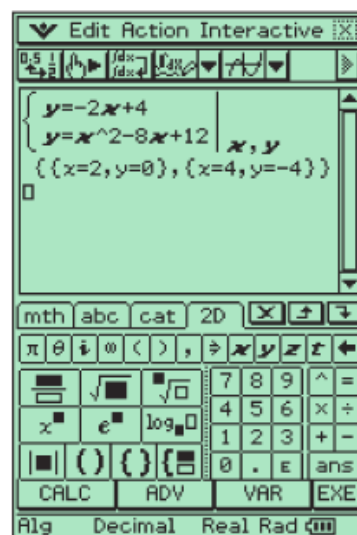 Edit Action Interactive
y=-2x+4
y=x^2-8x+12 x, y
{{x=2,y=0},{x=4,y=-4}}
mth abc cat 2D
π θ i ∞ ( ) , ⇒ x y z t ←
√■ ■√□ 7 8 9 ^ =
x■ e■ log■□ 4 5 6 × ÷
1 2 3 + -
|■| ( ) { } {■ 0 . E ans
CALC ADV VAR EXE
Alg Decimal Real Rad